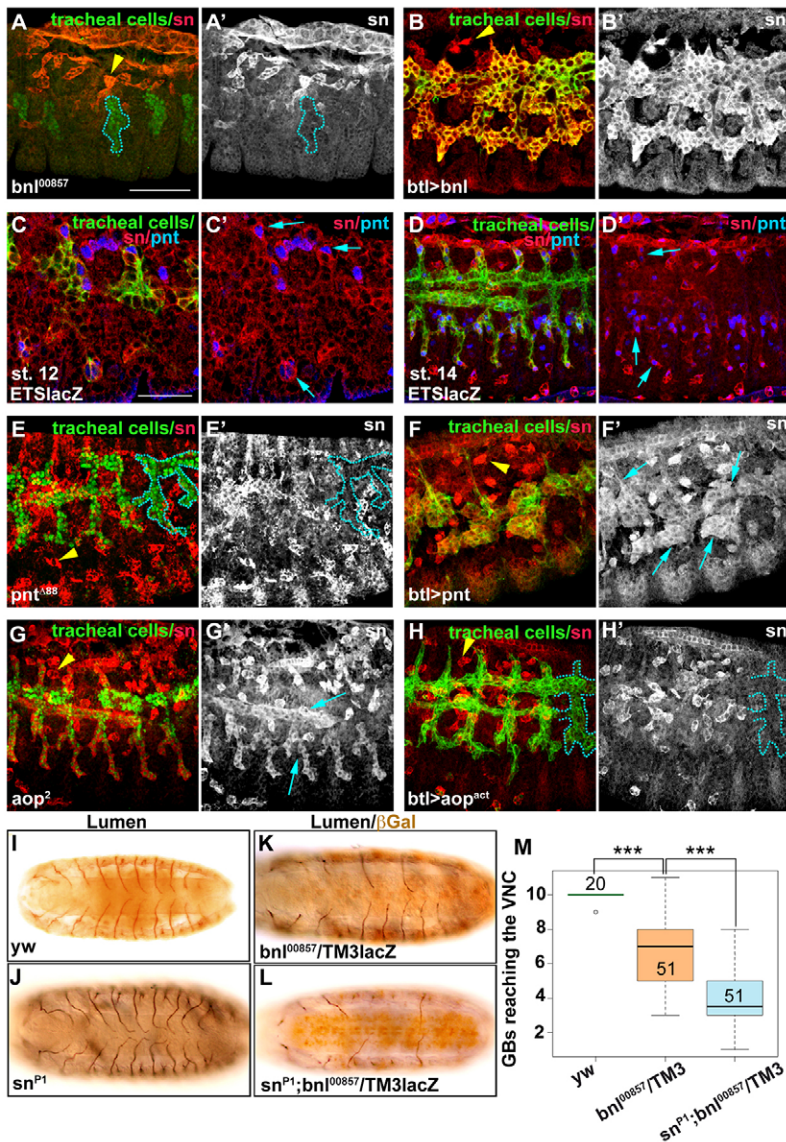 A tracheal cells/sn
A' sn
B tracheal cells/sn
B' sn
bnl00857
btl>bnl
C tracheal cells/
sn/pnt
C' sn/pnt
D tracheal cells/
sn/pnt
D' sn/pnt
st. 12
ETSlacZ
st. 14
ETSlacZ
E tracheal cells/sn
E' sn
F tracheal cells/sn
F' sn
pntΔ88
btl>pnt
G tracheal cells/sn
G' sn
H tracheal cells/sn
H' sn
aop2
btl>aopact
Lumen
Lumen/βGal
I
yw
K
bnl00857/TM3lacZ
J
snP1
L
snP1;bnl00857/TM3lacZ
M
***
***
GBs reaching the VNC
10
8
6
4
2
20
51
51
yw
bnl00857/TM3
snP1;bnl00857/TM3